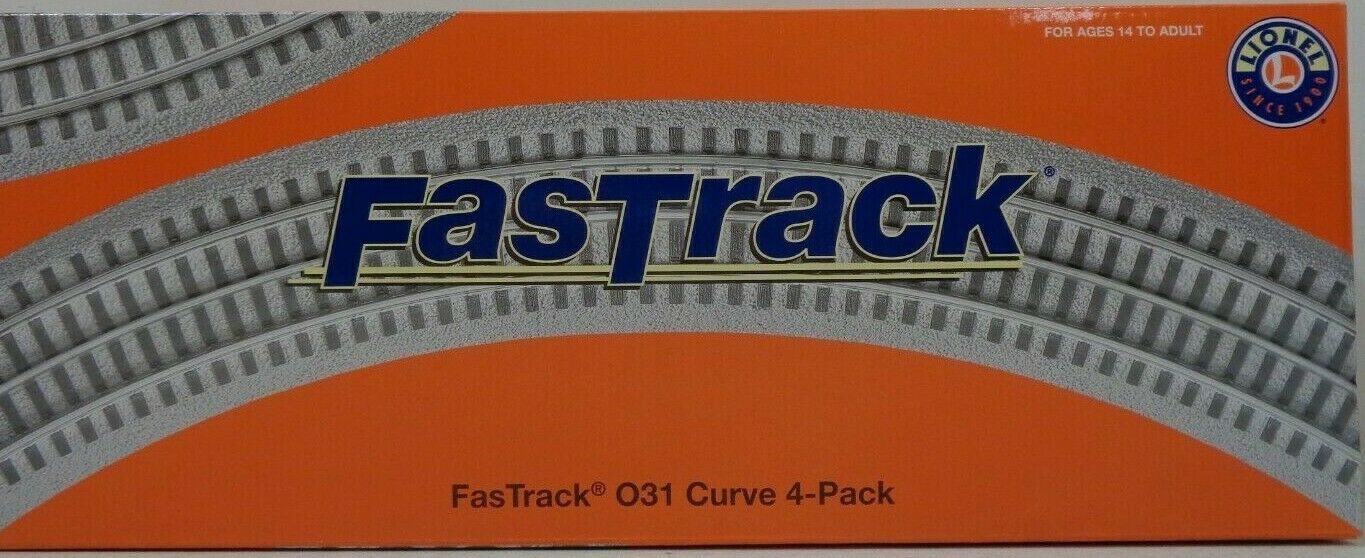 FOR AGES 14 TO ADULT
LIONEL
L
SINCE 1900
FasTrack®
FasTrack® O31 Curve 4-Pack